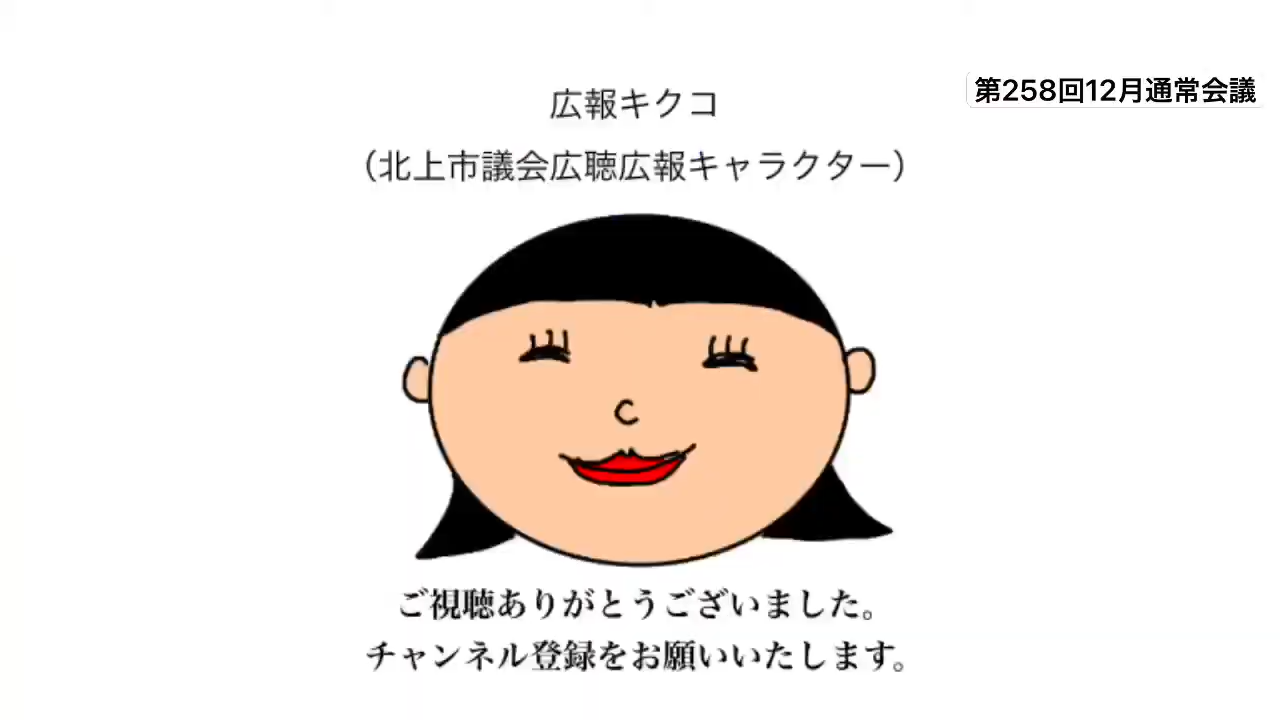 第258回12月通常会議
広報キクコ
（北上市議会広聴広報キャラクター）
ご視聴ありがとうございました。
チャンネル登録をお願いいたします。